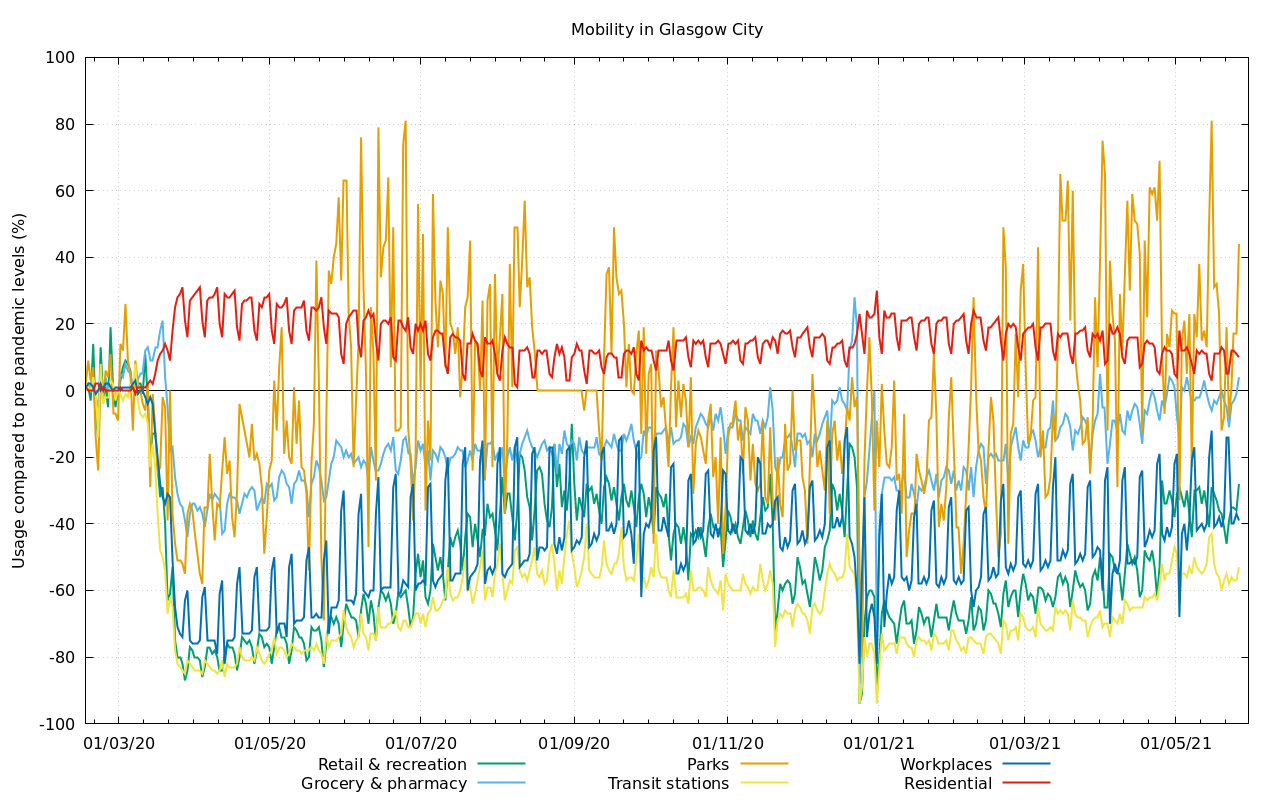 Mobility in Glasgow City
Usage compared to pre pandemic levels (%)
100
80
60
40
20
0
-20
-40
-60
-80
-100
01/03/20 01/05/20 01/07/20 01/09/20 01/11/20 01/01/21 01/03/21 01/05/21
Retail & recreation Parks Workplaces
Grocery & pharmacy Transit stations Residential